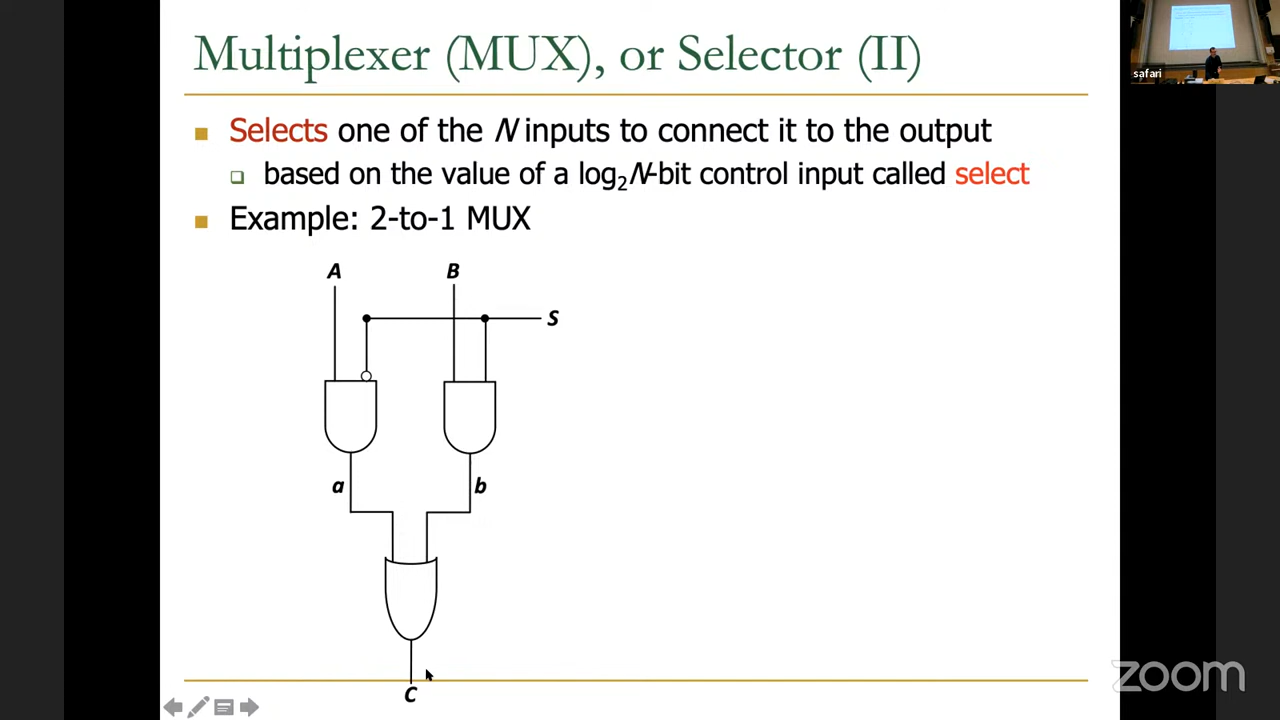 Multiplexer (MUX), or Selector (II)
Selects one of the N inputs to connect it to the output
based on the value of a log₂N-bit control input called select
Example: 2-to-1 MUX
A B
S
a b
C
safari
zoom